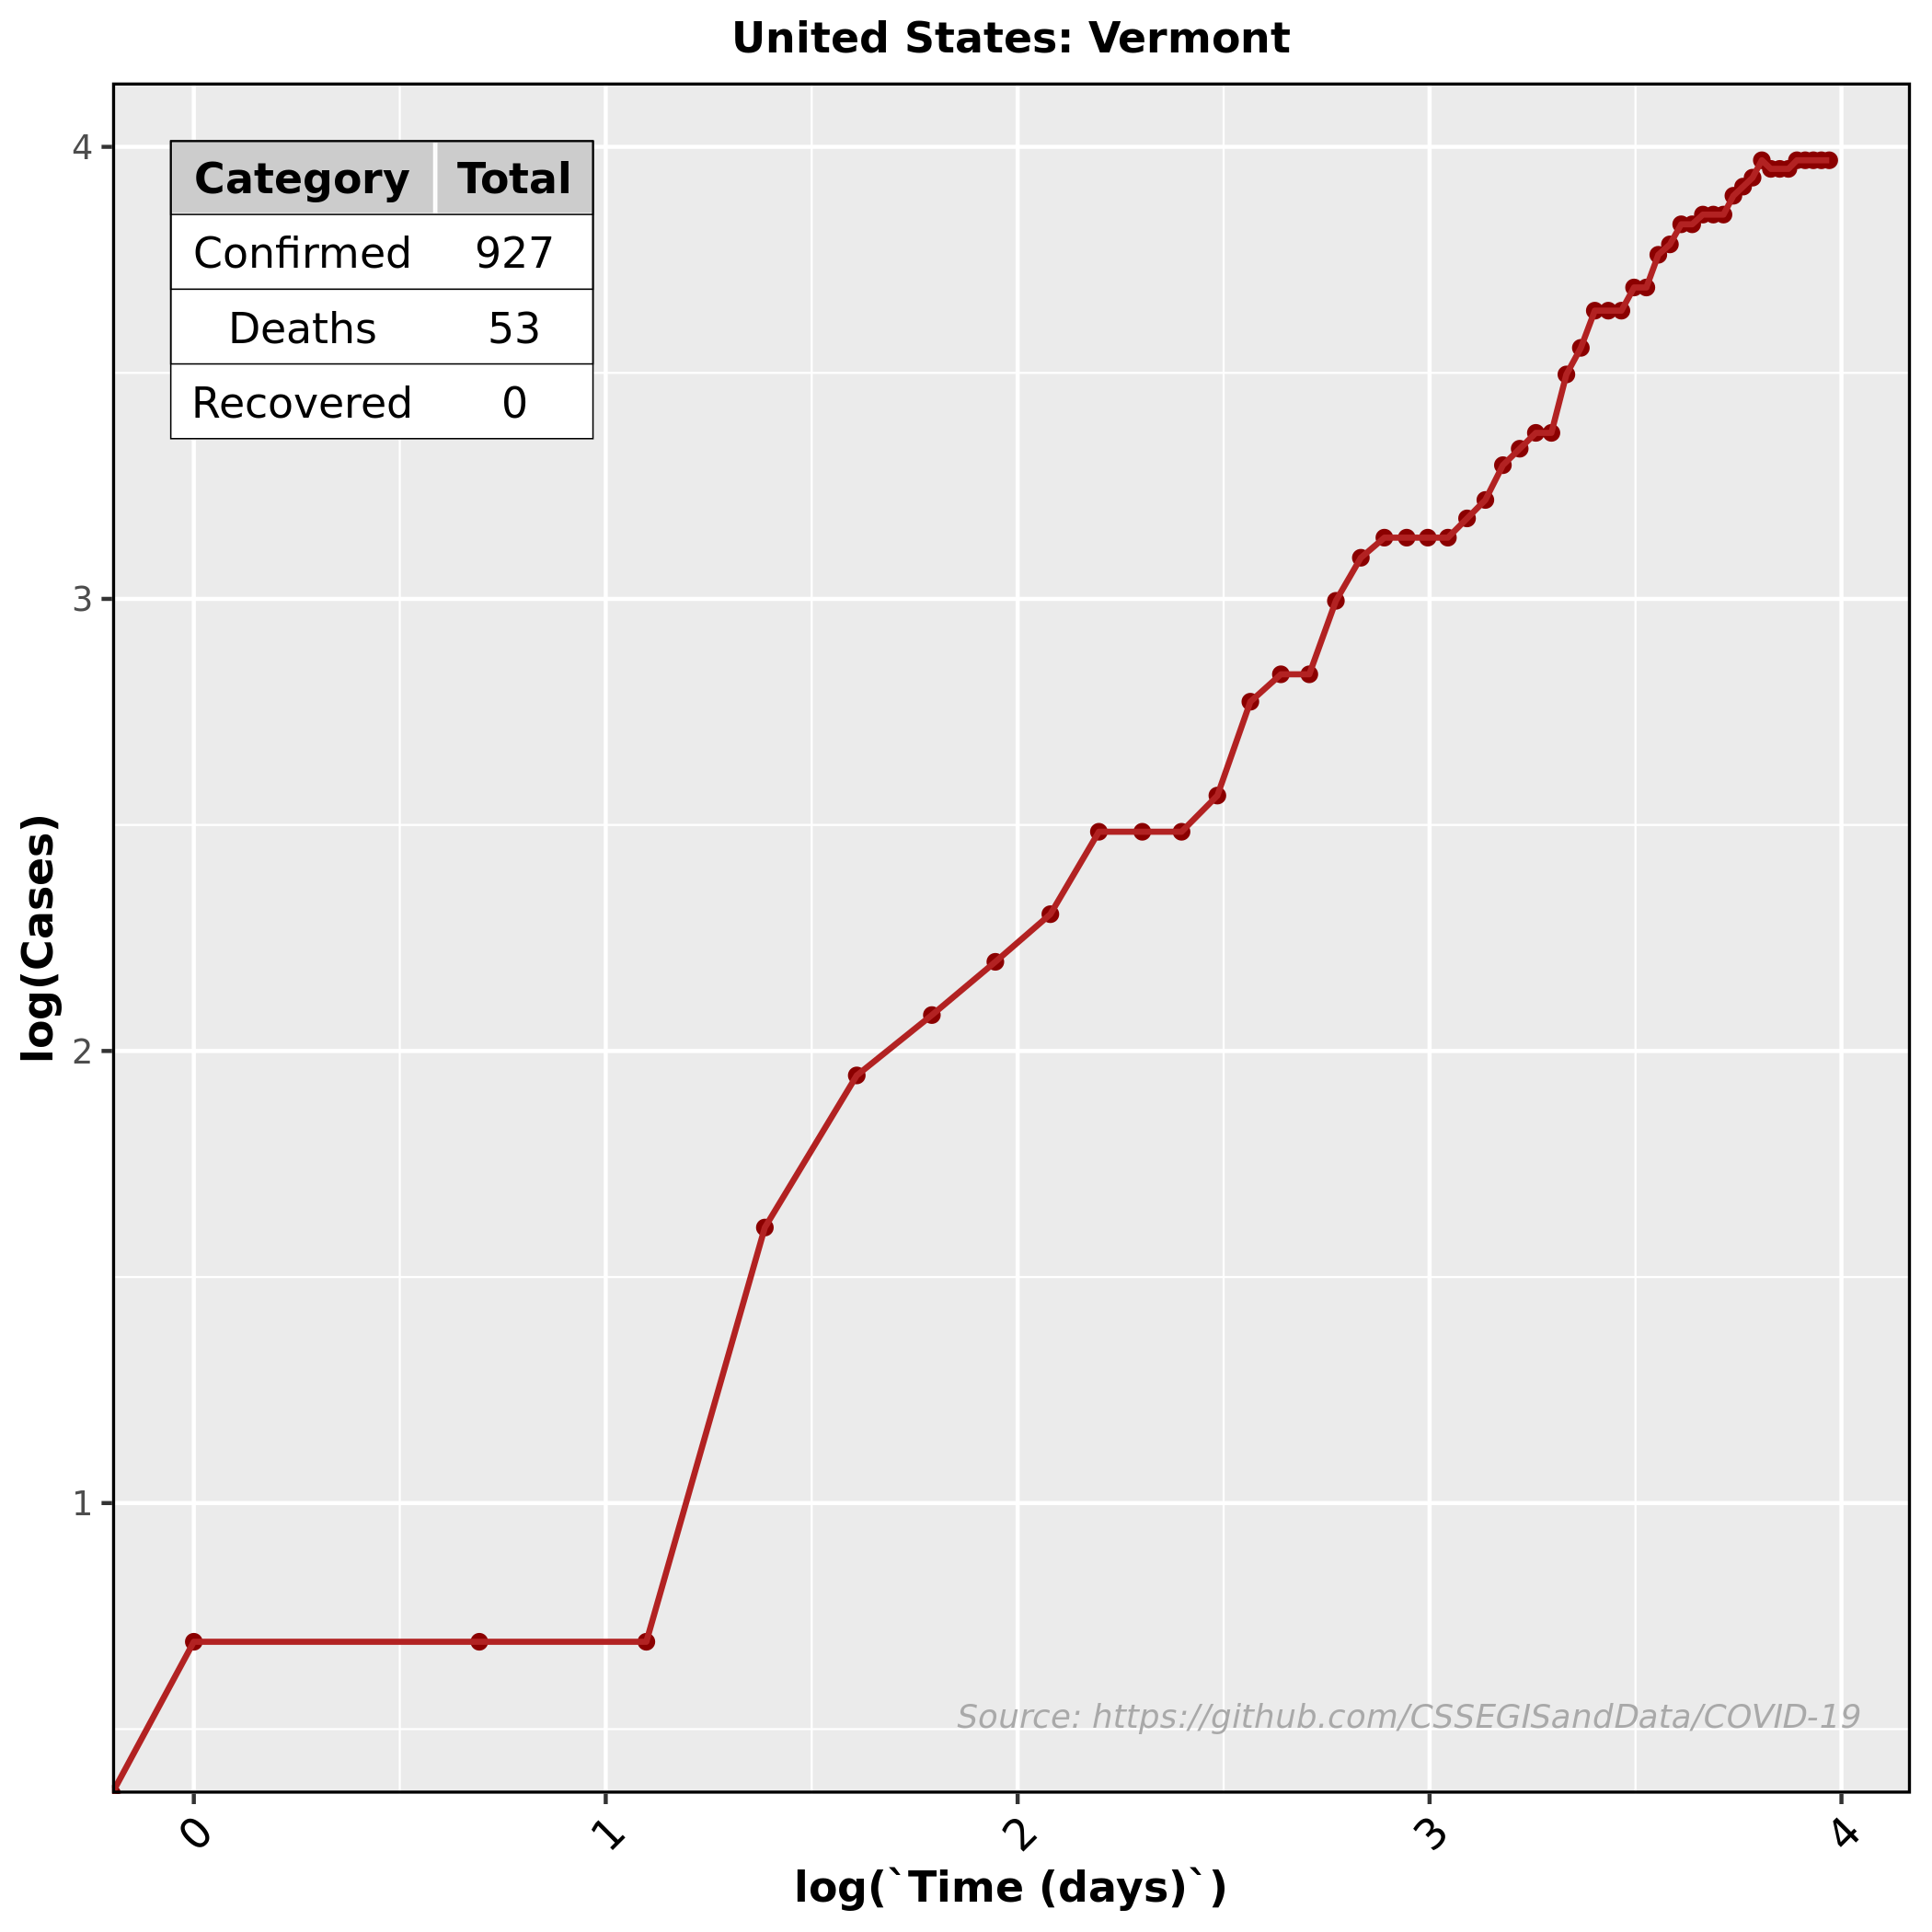 United States: Vermont
Category Total
Confirmed 927
Deaths 53
Recovered 0
4
3
2
1
log(Cases)
Source: https://github.com/CSSEGISandData/COVID-19
0 1 2 3 4
log(`Time (days)`)